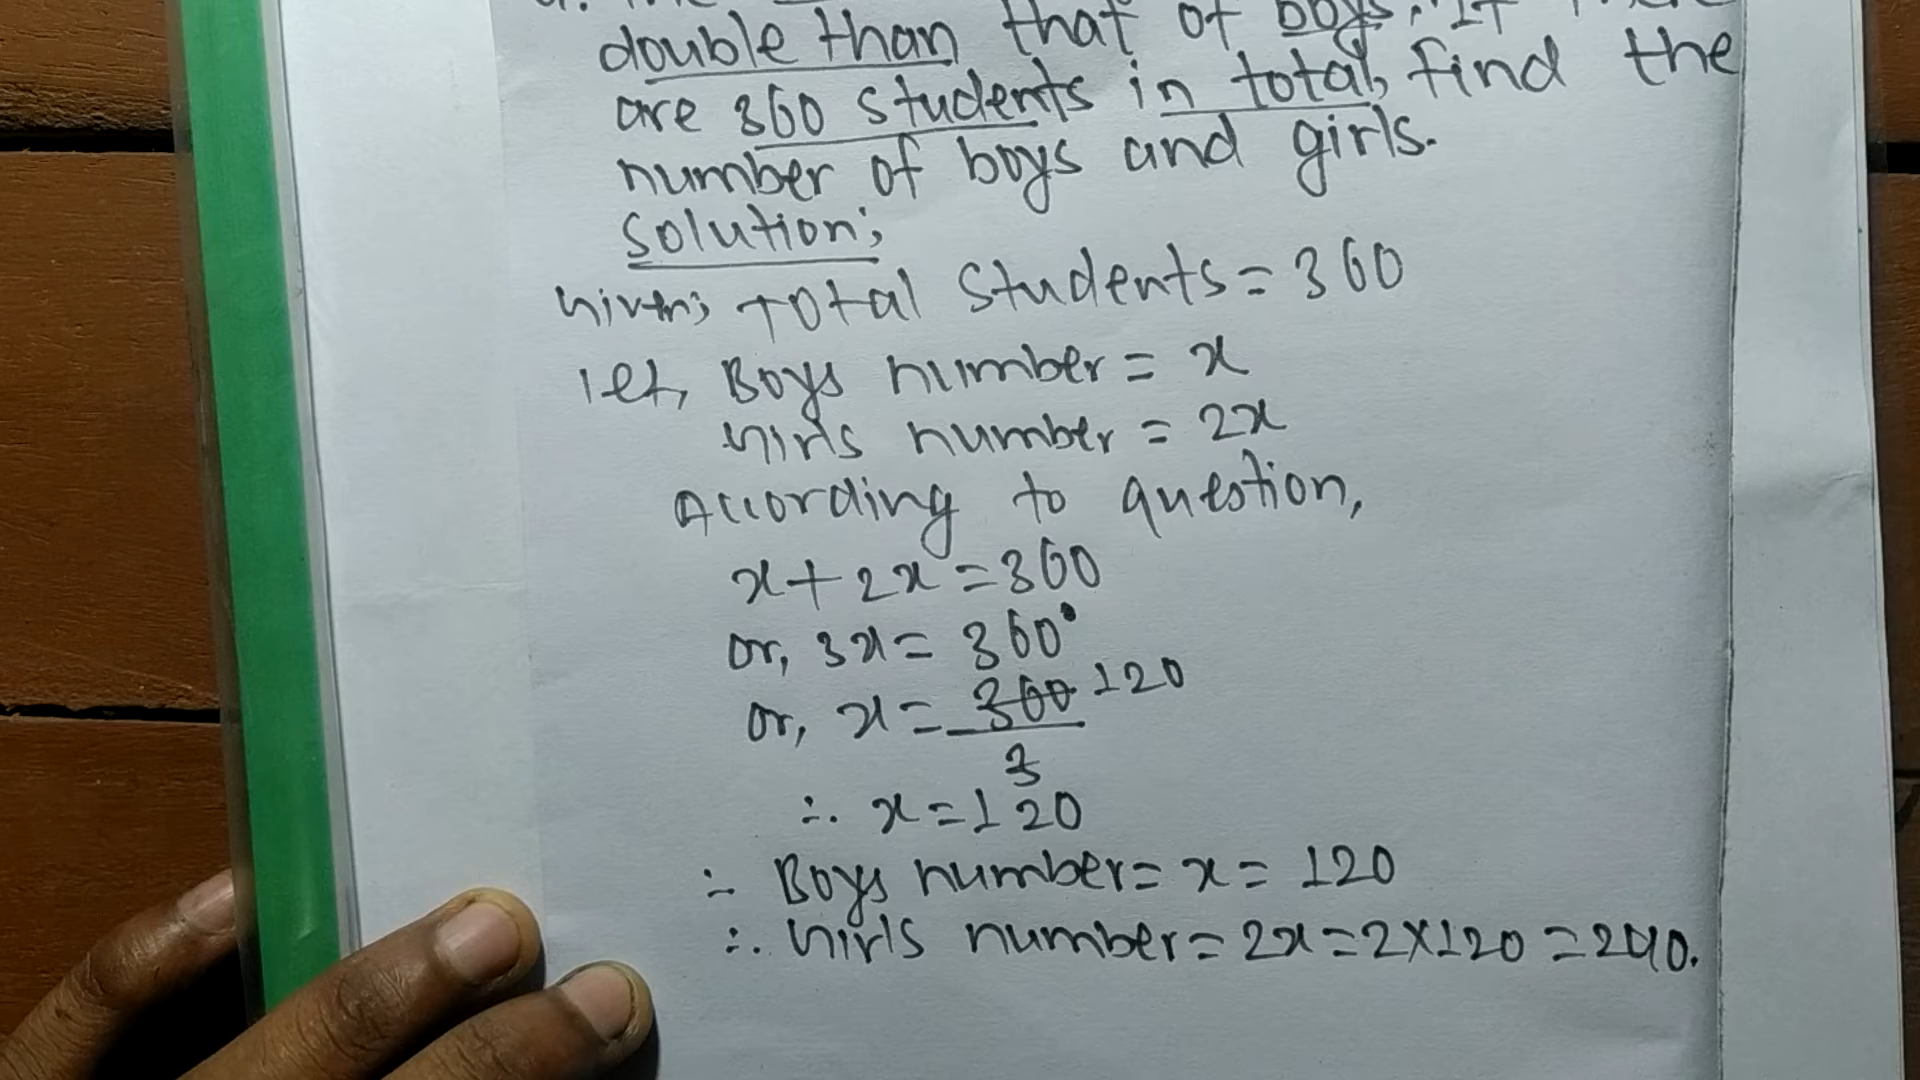 double than that of boys. If
are 360 students in total, find the
number of boys and girls.
Solution;
Given; Total students = 360
let, Boys number = x
Girls number = 2x
According to question,
x + 2x = 360
or, 3x = 360
or, x = 360 120
3
∴ x = 120
∴ Boys number = x = 120
∴ Girls number = 2x = 2×120 = 240.